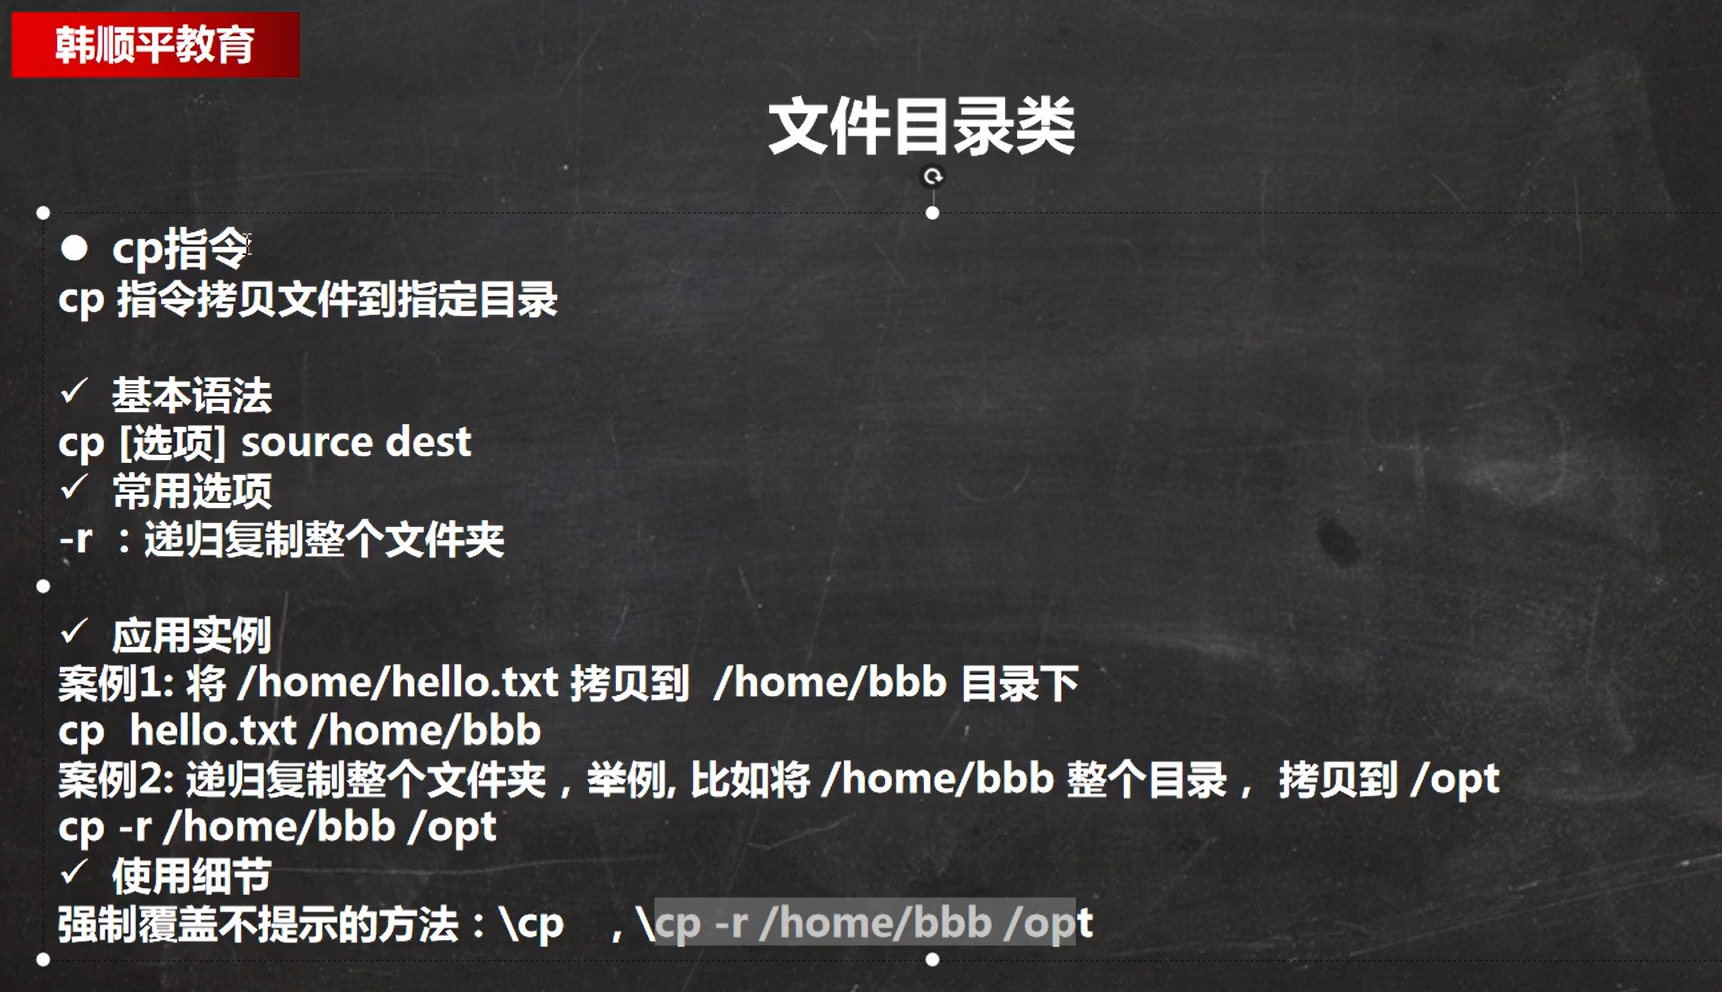 韩顺平教育
文件目录类
● cp指令
cp 指令拷贝文件到指定目录
✓ 基本语法
cp [选项] source dest
✓ 常用选项
-r ：递归复制整个文件夹
✓ 应用实例
案例1: 将 /home/hello.txt 拷贝到 /home/bbb 目录下
cp hello.txt /home/bbb
案例2: 递归复制整个文件夹，举例, 比如将 /home/bbb 整个目录， 拷贝到 /opt
cp -r /home/bbb /opt
✓ 使用细节
强制覆盖不提示的方法：\cp ，\cp -r /home/bbb /opt